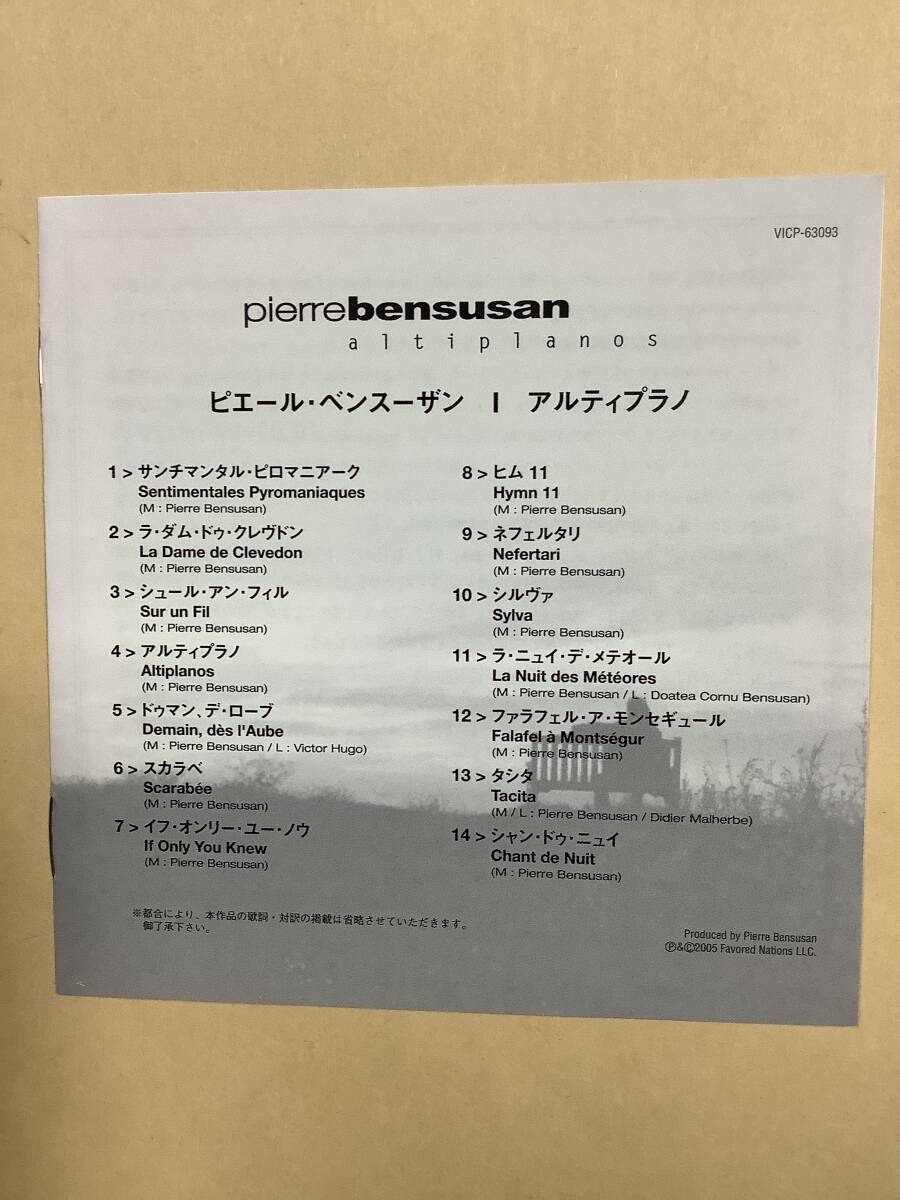 VICP-63093
pierrebensusan
altiplanos
ピエール・ベンスーザン I アルティプラノ
1 > サンチマンタル・ピロマニアーク
Sentimentales Pyromaniaques
(M : Pierre Bensusan)
2 > ラ・ダム・ドゥ・クレヴドン
La Dame de Clevedon
(M : Pierre Bensusan)
3 > シュール・アン・フィル
Sur un Fil
(M : Pierre Bensusan)
4 > アルティプラノ
Altiplanos
(M : Pierre Bensusan)
5 > ドゥマン、デ・ローブ
Demain, dès l'Aube
(M : Pierre Bensusan / L : Victor Hugo)
6 > スカラベ
Scarabée
(M : Pierre Bensusan)
7 > イフ・オンリー・ユー・ノウ
If Only You Knew
(M : Pierre Bensusan)
8 > ヒム 11
Hymn 11
(M : Pierre Bensusan)
9 > ネフェルタリ
Nefertari
(M : Pierre Bensusan)
10 > シルヴァ
Sylva
(M : Pierre Bensusan)
11 > ラ・ニュイ・デ・メテオール
La Nuit des Météores
(M : Pierre Bensusan / L : Doatea Cornu Bensusan)
12 > ファラフェル・ア・モンセギュール
Falafel à Montségur
(M : Pierre Bensusan)
13 > タシタ
Tacita
(M / L : Pierre Bensusan / Didier Malherbe)
14 > シャン・ドゥ・ニュイ
Chant de Nuit
(M : Pierre Bensusan)
※都合により、本作品の歌詞・対訳の掲載は省略させていただきます。
御了承下さい。
Produced by Pierre Bensusan
℗&©2005 Favored Nations LLC.